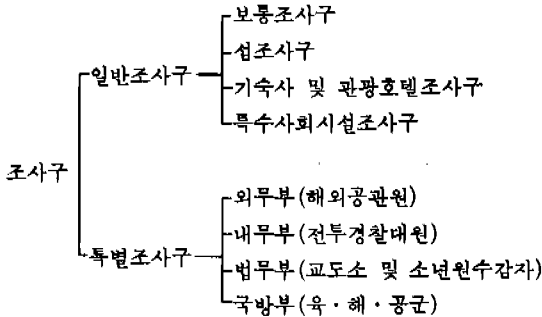 보통조사구
섬조사구
일반조사구
기숙사 및 관광호텔조사구
특수사회시설조사구
조사구
외무부(해외공관원)
내무부(전투경찰대원)
특별조사구
법무부(교도소 및 소년원수감자)
국방부(육·해·공군)